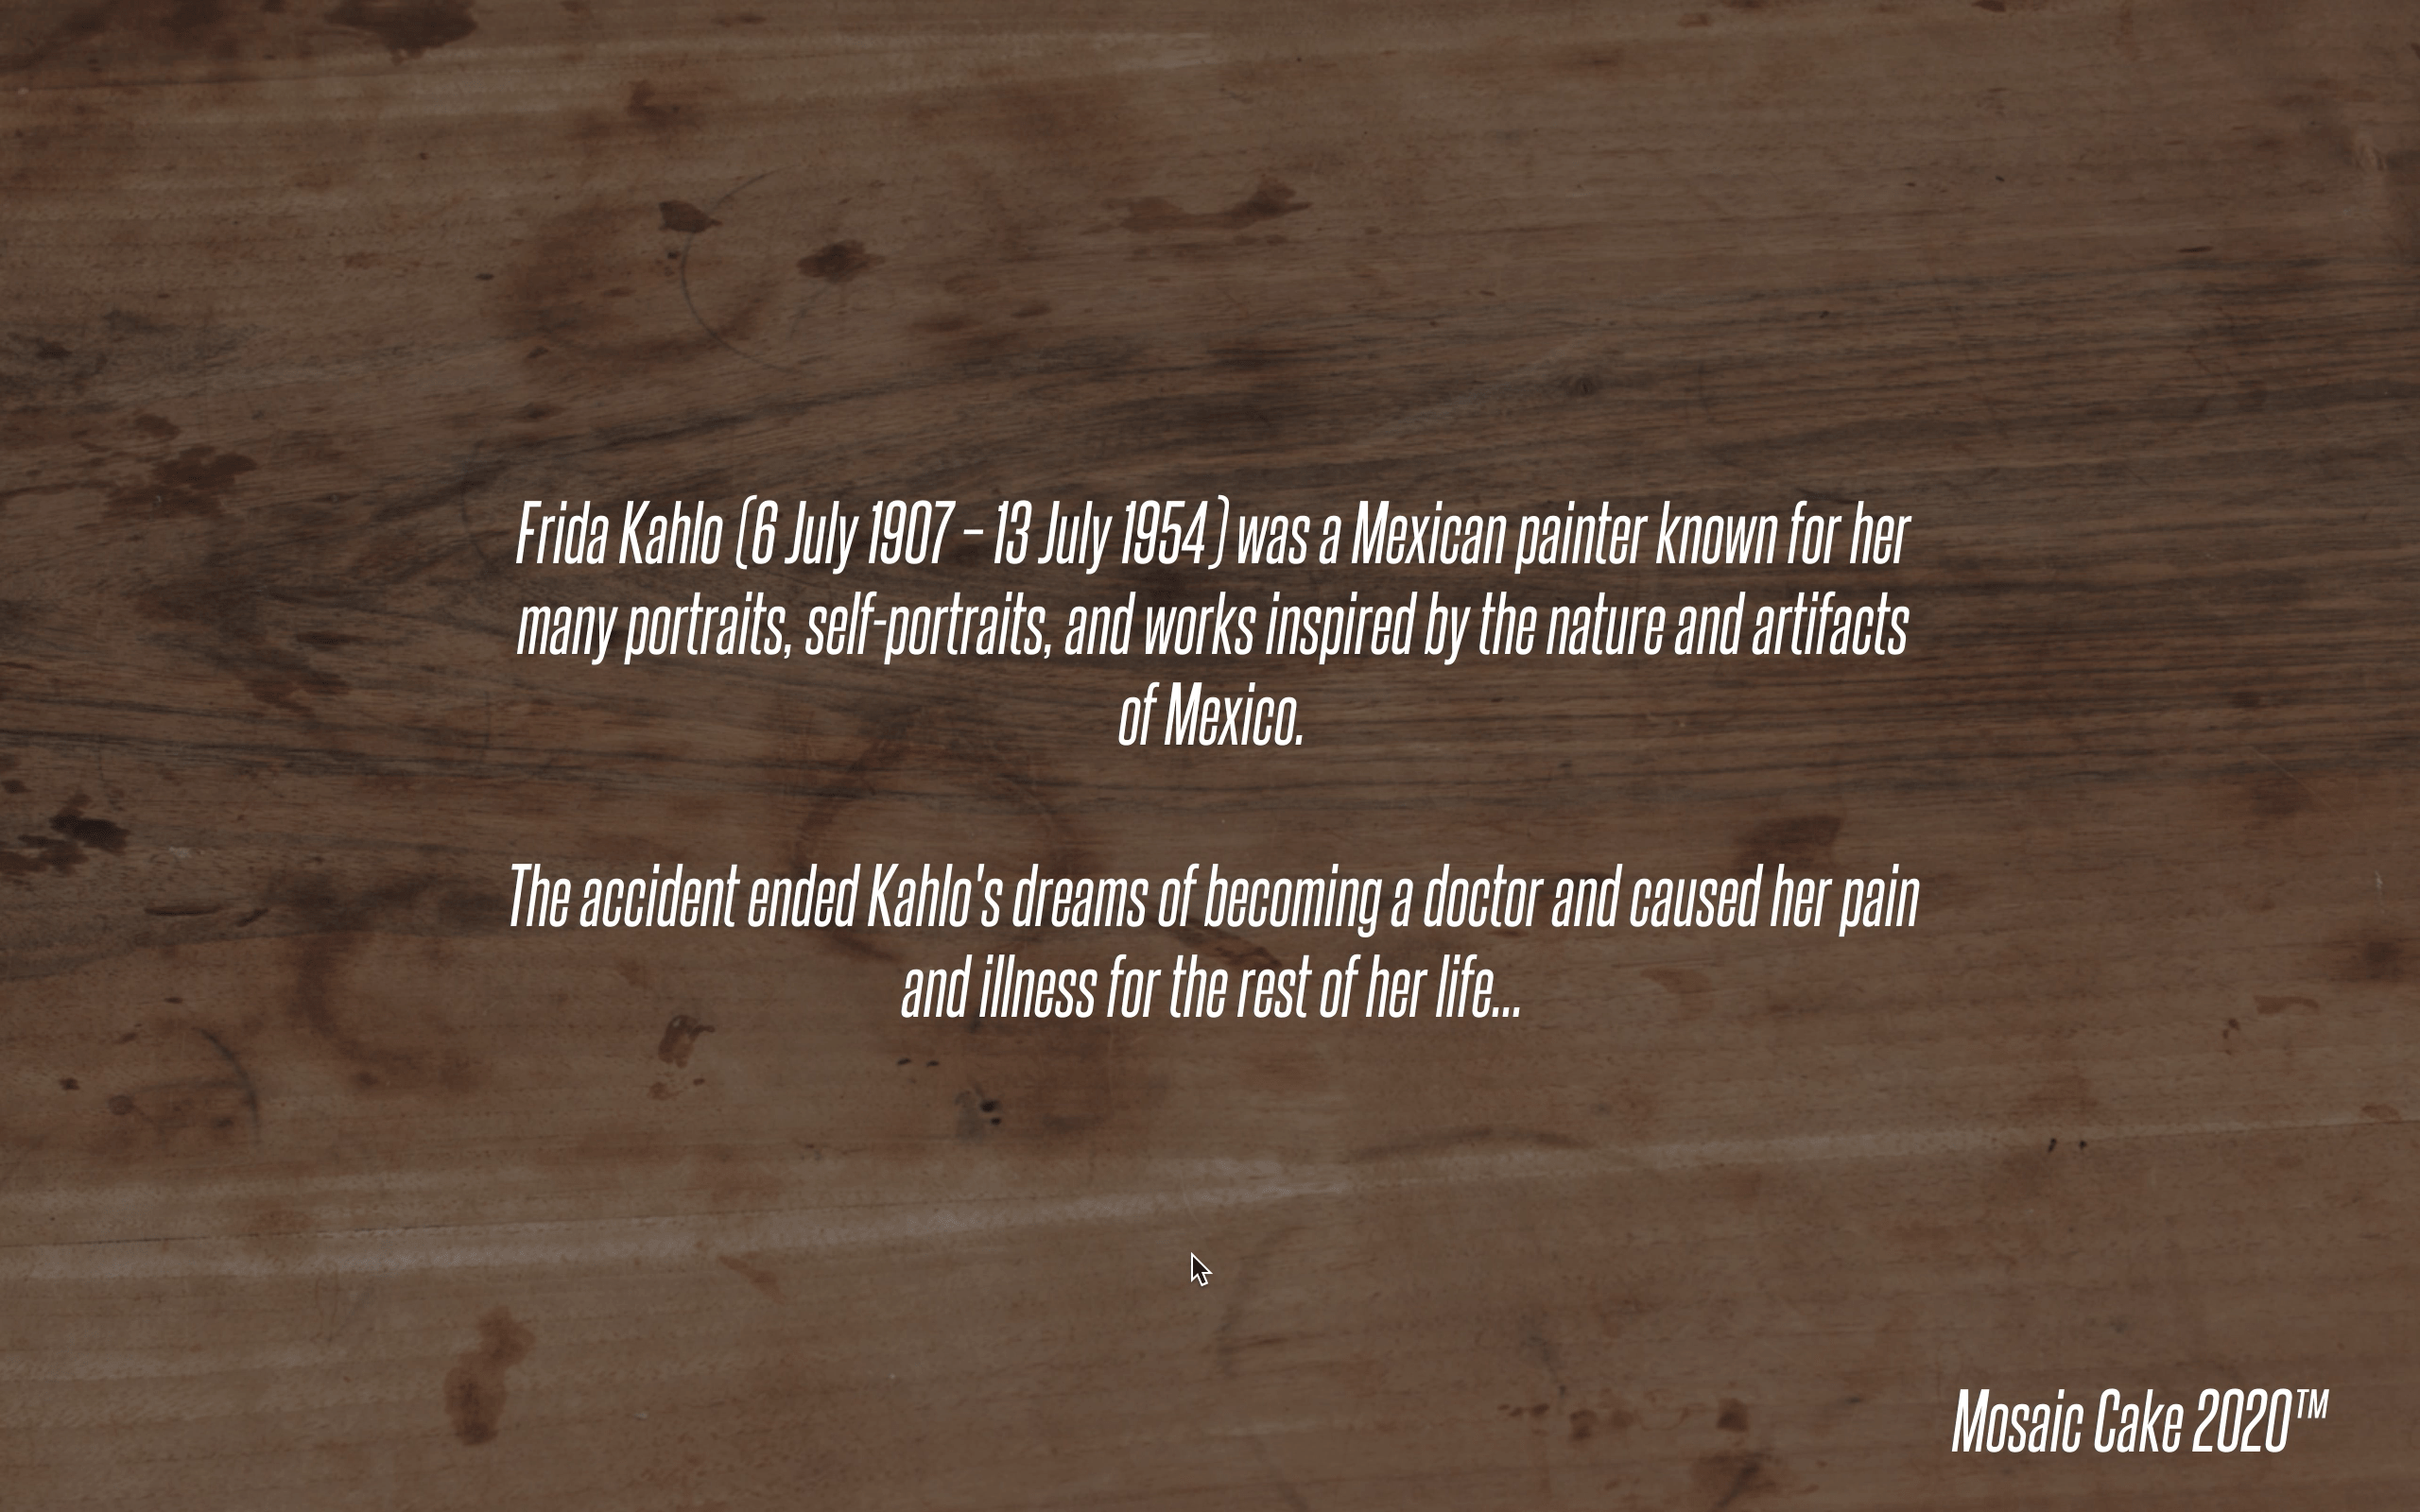 Frida Kahlo (6 July 1907 – 13 July 1954) was a Mexican painter known for her
many portraits, self-portraits, and works inspired by the nature and artifacts
of Mexico.
The accident ended Kahlo's dreams of becoming a doctor and caused her pain
and illness for the rest of her life...
Mosaic Cake 2020™